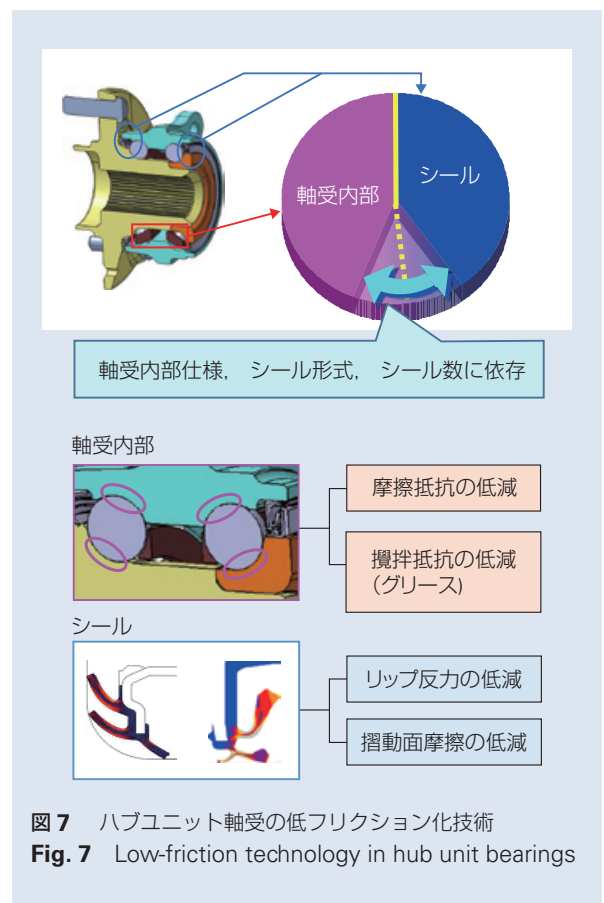 軸受内部
シール
軸受内部仕様, シール形式, シール数に依存
軸受内部
摩擦抵抗の低減
攪拌抵抗の低減
(グリース)
シール
リップ反力の低減
摺動面摩擦の低減
図7 ハブユニット軸受の低フリクション化技術
Fig. 7 Low-friction technology in hub unit bearings